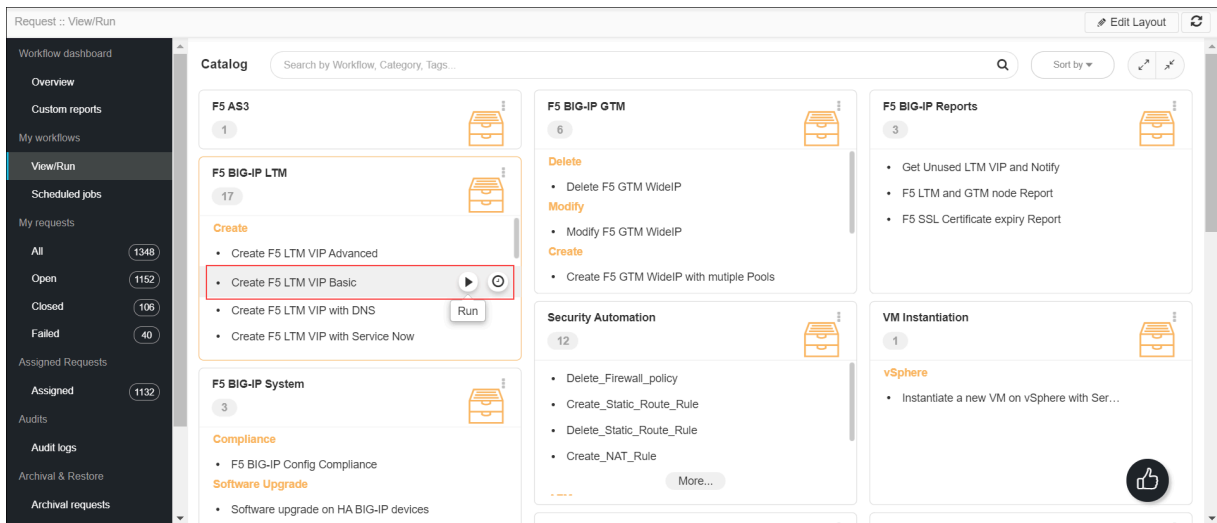 Request :: View/Run
Edit Layout
Workflow dashboard
Overview
Custom reports
My workflows
View/Run
Scheduled jobs
My requests
All 1348
Open 1152
Closed 106
Failed 40
Assigned Requests
Assigned 1132
Audits
Audit logs
Archival & Restore
Archival requests
Catalog
Search by Workflow, Category, Tags...
Sort by
F5 AS3
1
F5 BIG-IP LTM
17
Create
• Create F5 LTM VIP Advanced
• Create F5 LTM VIP Basic
Run
• Create F5 LTM VIP with DNS
• Create F5 LTM VIP with Service Now
F5 BIG-IP System
3
Compliance
• F5 BIG-IP Config Compliance
Software Upgrade
• Software upgrade on HA BIG-IP devices
F5 BIG-IP GTM
6
Delete
• Delete F5 GTM WideIP
Modify
• Modify F5 GTM WideIP
Create
• Create F5 GTM WideIP with mutiple Pools
Security Automation
12
• Delete_Firewall_policy
• Create_Static_Route_Rule
• Delete_Static_Route_Rule
• Create_NAT_Rule
More...
F5 BIG-IP Reports
3
• Get Unused LTM VIP and Notify
• F5 LTM and GTM node Report
• F5 SSL Certificate expiry Report
VM Instantiation
1
vSphere
• Instantiate a new VM on vSphere with Ser...